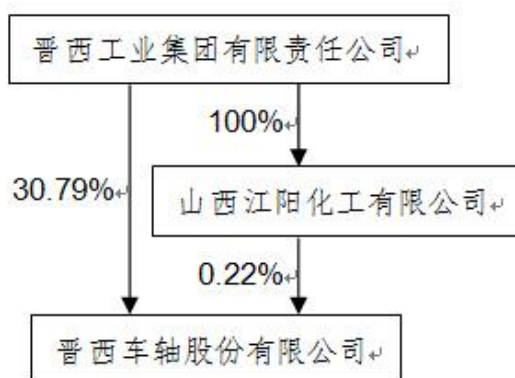 晋西工业集团有限责任公司
100%
30.79%
山西江阳化工有限公司
0.22%
晋西车轴股份有限公司